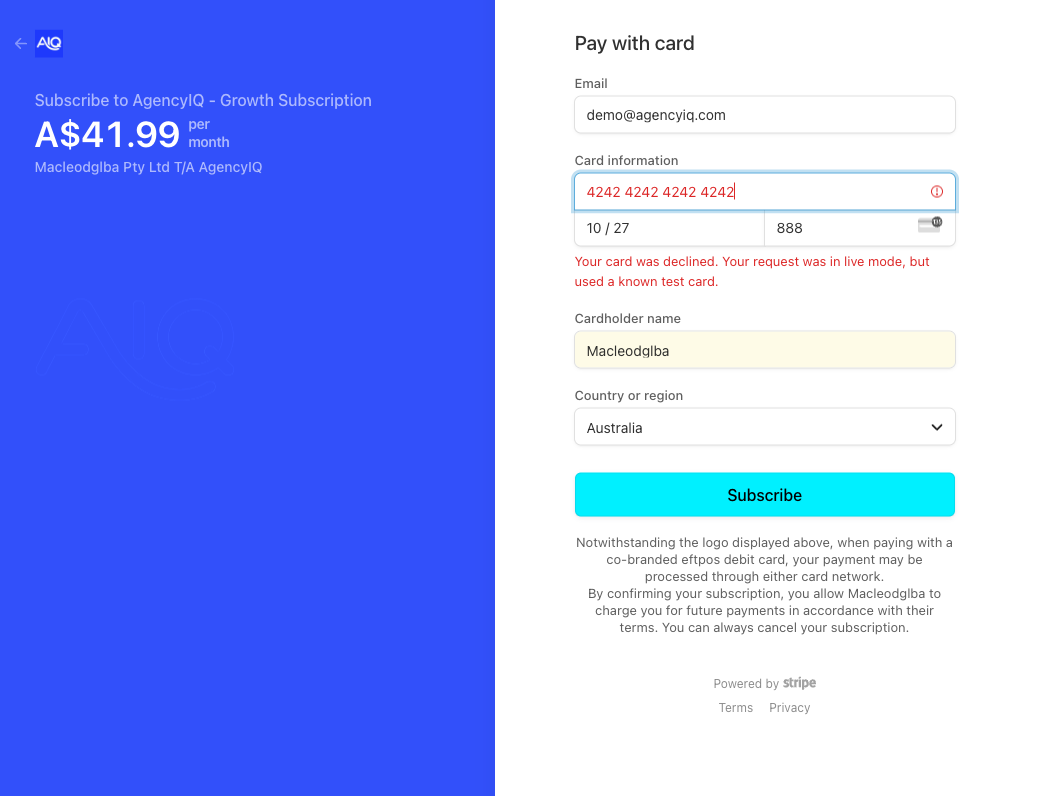 AIQ
Subscribe to AgencyIQ - Growth Subscription
A$41.99 per
month
Macleodglba Pty Ltd T/A AgencyIQ
AIQ
Pay with card
Email
demo@agencyiq.com
Card information
4242 4242 4242 4242
10 / 27
888
Your card was declined. Your request was in live mode, but
used a known test card.
Cardholder name
Macleodglba
Country or region
Australia
Subscribe
Notwithstanding the logo displayed above, when paying with a
co-branded eftpos debit card, your payment may be
processed through either card network.
By confirming your subscription, you allow Macleodglba to
charge you for future payments in accordance with their
terms. You can always cancel your subscription.
Powered by stripe
Terms Privacy